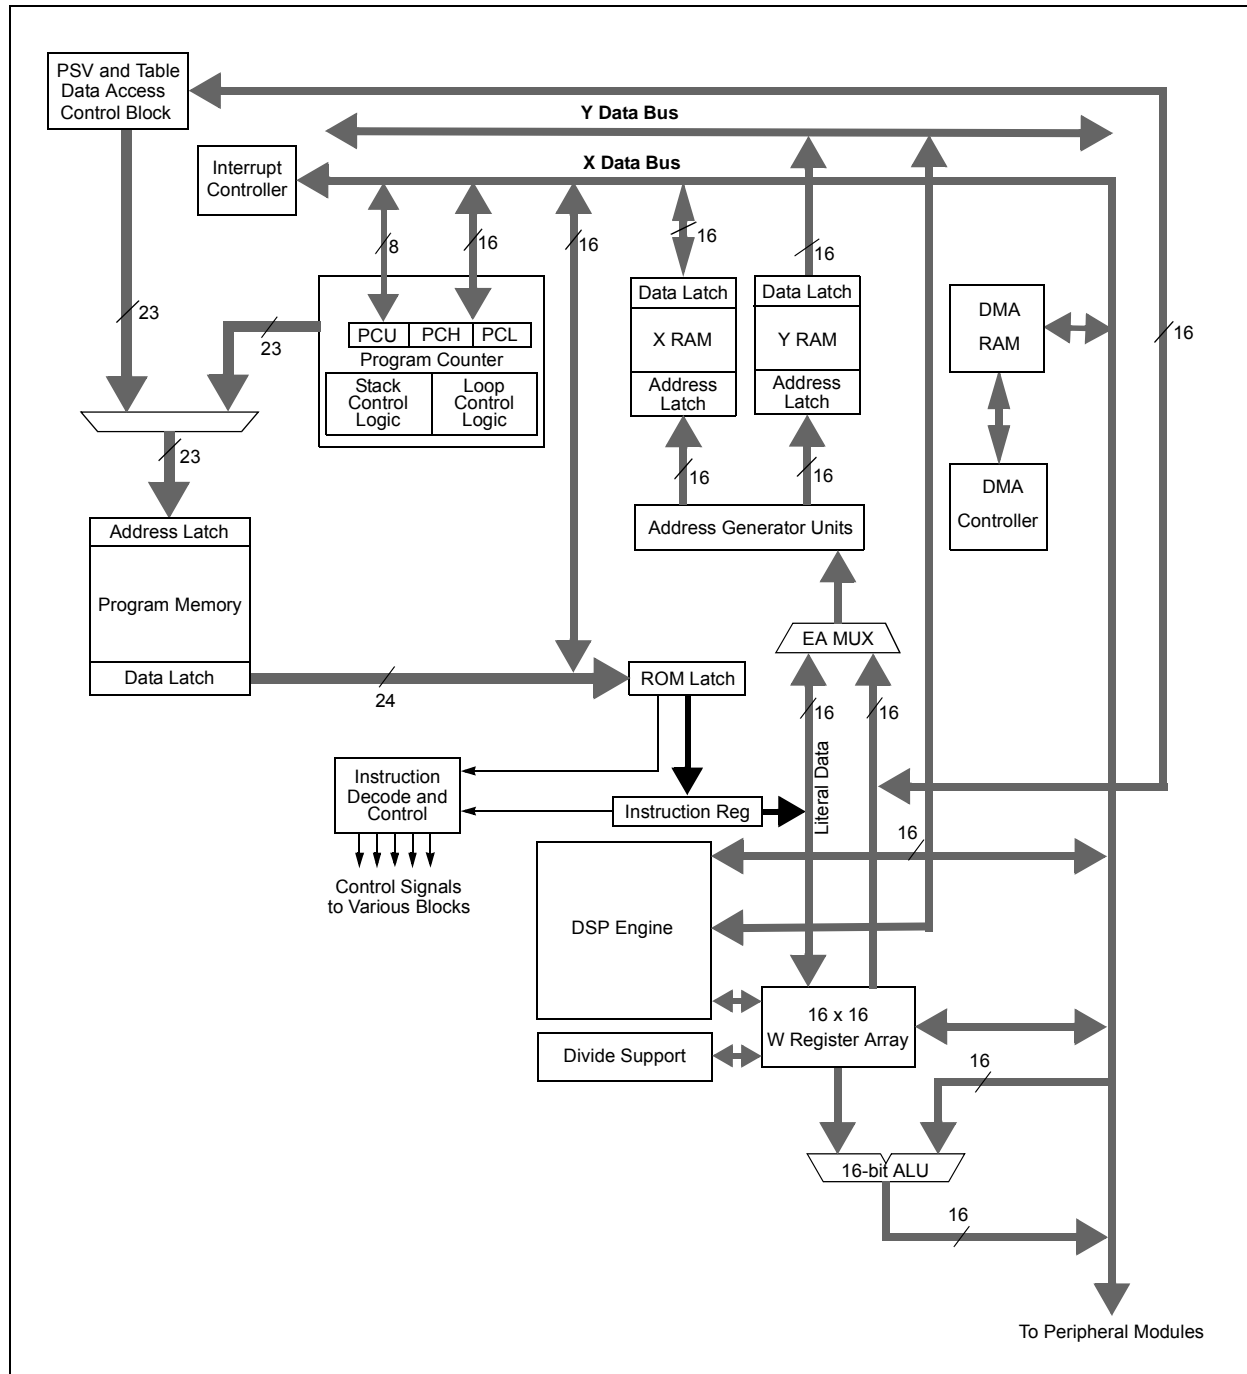 PSV and Table
Data Access
Control Block
Y Data Bus
Interrupt
Controller
X Data Bus
8
16
16
16
16
23
23
PCU
PCH
PCL
Program Counter
Stack
Control
Logic
Loop
Control
Logic
Data Latch
X RAM
Address
Latch
Data Latch
Y RAM
Address
Latch
DMA
RAM
16
23
16
16
DMA
Controller
Address Generator Units
Address Latch
Program Memory
Data Latch
24
EA MUX
ROM Latch
16
16
Literal Data
Instruction
Decode and
Control
Instruction Reg
Control Signals
to Various Blocks
16
DSP Engine
16 x 16
W Register Array
Divide Support
16
16-bit ALU
16
To Peripheral Modules